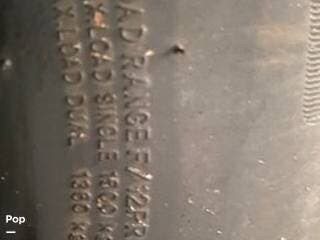 AD RANGE F/12PR
X LOAD SINGLE
X.LOAD DUAL 1360
Pop